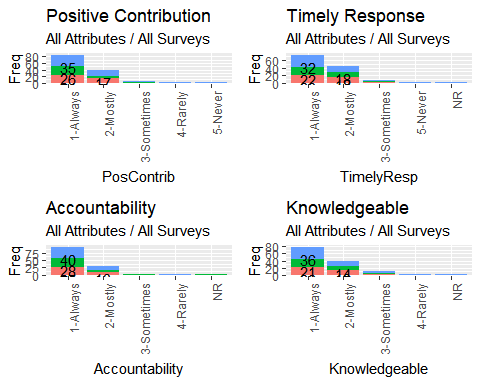 Positive Contribution
All Attributes / All Surveys
Freq
80
60
40
20
0
35
26
17
1-Always
2-Mostly
3-Sometimes
4-Rarely
5-Never
PosContrib
Timely Response
All Attributes / All Surveys
Freq
60
40
20
0
32
22
18
1-Always
2-Mostly
3-Sometimes
4-Rarely
NR
TimelyResp
Accountability
All Attributes / All Surveys
Freq
75
50
25
0
40
28
1-Always
2-Mostly
3-Sometimes
4-Rarely
NR
Accountability
Knowledgeable
All Attributes / All Surveys
Freq
80
60
40
20
0
36
21
14
1-Always
2-Mostly
3-Sometimes
4-Rarely
NR
Knowledgeable